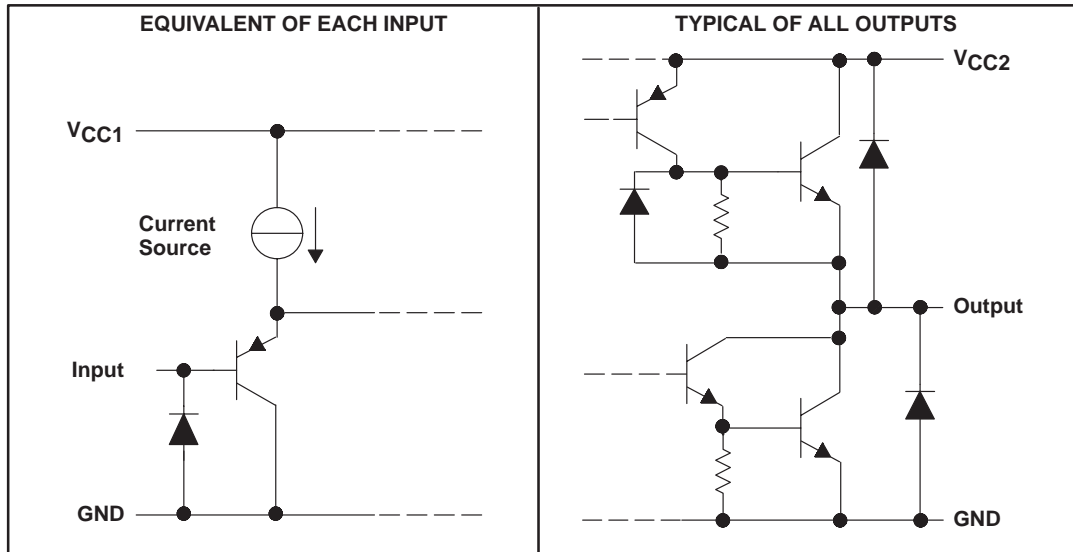 EQUIVALENT OF EACH INPUT
VCC1
Current
Source
Input
GND
TYPICAL OF ALL OUTPUTS
VCC2
Output
GND